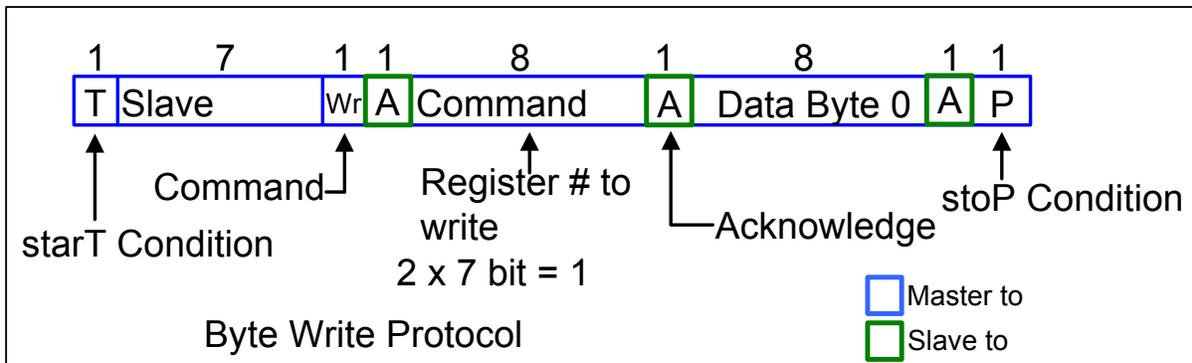 1 7 1 1 8 1 8 1 1
T Slave Wr A Command A Data Byte 0 A P
Command
Register # to
write
2 x 7 bit = 1
Acknowledge
stoP Condition
starT Condition
Byte Write Protocol
Master to
Slave to